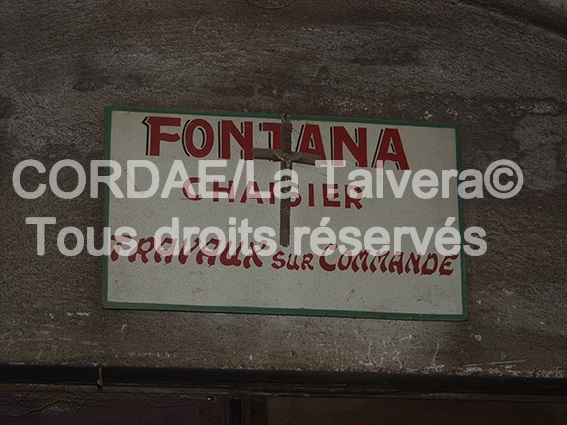 FONTANA
CORDAE/La Talvera©
CHAISIER
Tous droits réservés
TRAVAUX SUR COMMANDE